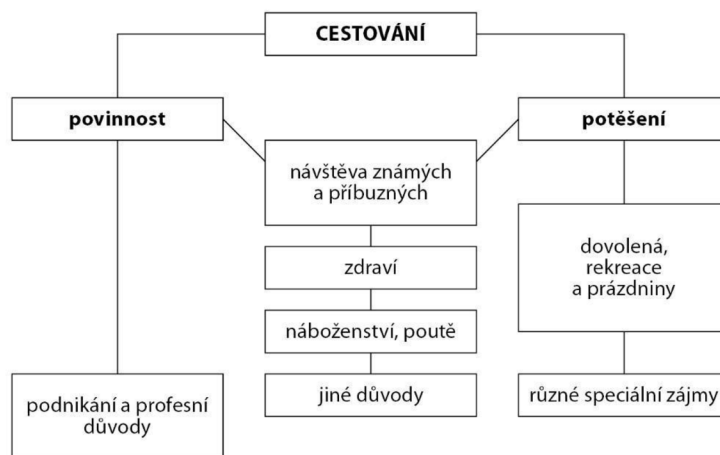 CESTOVÁNÍ
povinnost
potěšení
návštěva známých
a příbuzných
dovolená,
rekreace
a prázdniny
zdraví
náboženství, poutě
podnikání a profesní
důvody
jiné důvody
různé speciální zájmy